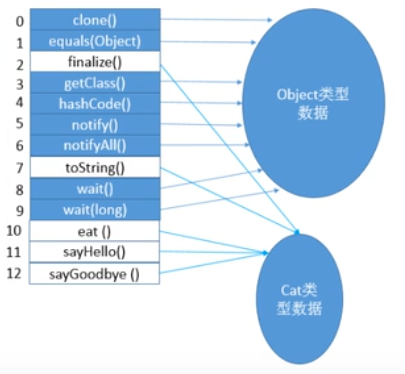 0 clone()
1 equals(Object)
2 finalize()
3 getClass()
4 hashCode()
5 notify()
6 notifyAll()
7 toString()
8 wait()
9 wait(long)
10 eat ()
11 sayHello()
12 sayGoodbye ()
Object类型
数据
Cat类
型数据